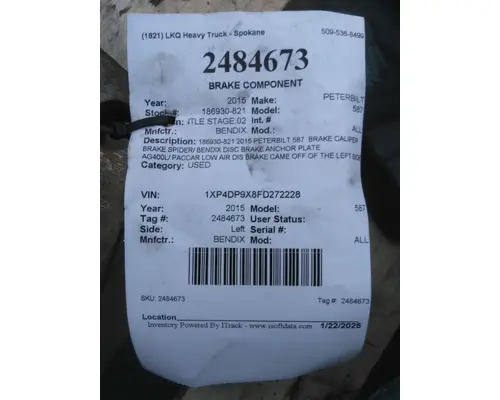 (1821) LKQ Heavy Truck - Spokane 509-536-8499
2484673
BRAKE COMPONENT
Year: 2015 Make: PETERBILT
Stock#: 186930-821 Model: 587
n: NTLE STAGE.02 Int. #
Mnfctr.: BENDIX Mod.: ALL
Description: 186930-821 2015 PETERBILT 587 BRAKE CALIPER
BRAKE SPIDER/ BENDIX DISC BRAKE ANCHOR PLATE
AG400L/ PACCAR LOW AIR DIS BRAKE CAME OFF OF THE LEFT SIDE
Category: USED
VIN: 1XP4DP9X8FD272228
Year: 2015 Model: 587
Tag #: 2484673 User Status:
Side: Left Serial #:
Mnfctr.: BENDIX Mod: ALL
SKU: 2484673 Tag #: 2484673
Location
Inventory Powered By ITrack - www.isoftdata.com 1/22/2026